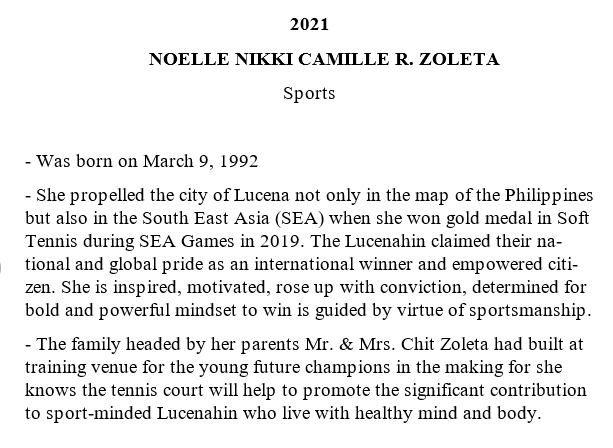 2021
NOELLE NIKKI CAMILLE R. ZOLETA
Sports
- Was born on March 9, 1992
- She propelled the city of Lucena not only in the map of the Philippines
but also in the South East Asia (SEA) when she won gold medal in Soft
Tennis during SEA Games in 2019. The Lucenahin claimed their na-
tional and global pride as an international winner and empowered citi-
zen. She is inspired, motivated, rose up with conviction, determined for
bold and powerful mindset to win is guided by virtue of sportsmanship.
- The family headed by her parents Mr. & Mrs. Chit Zoleta had built at
training venue for the young future champions in the making for she
knows the tennis court will help to promote the significant contribution
to sport-minded Lucenahin who live with healthy mind and body.